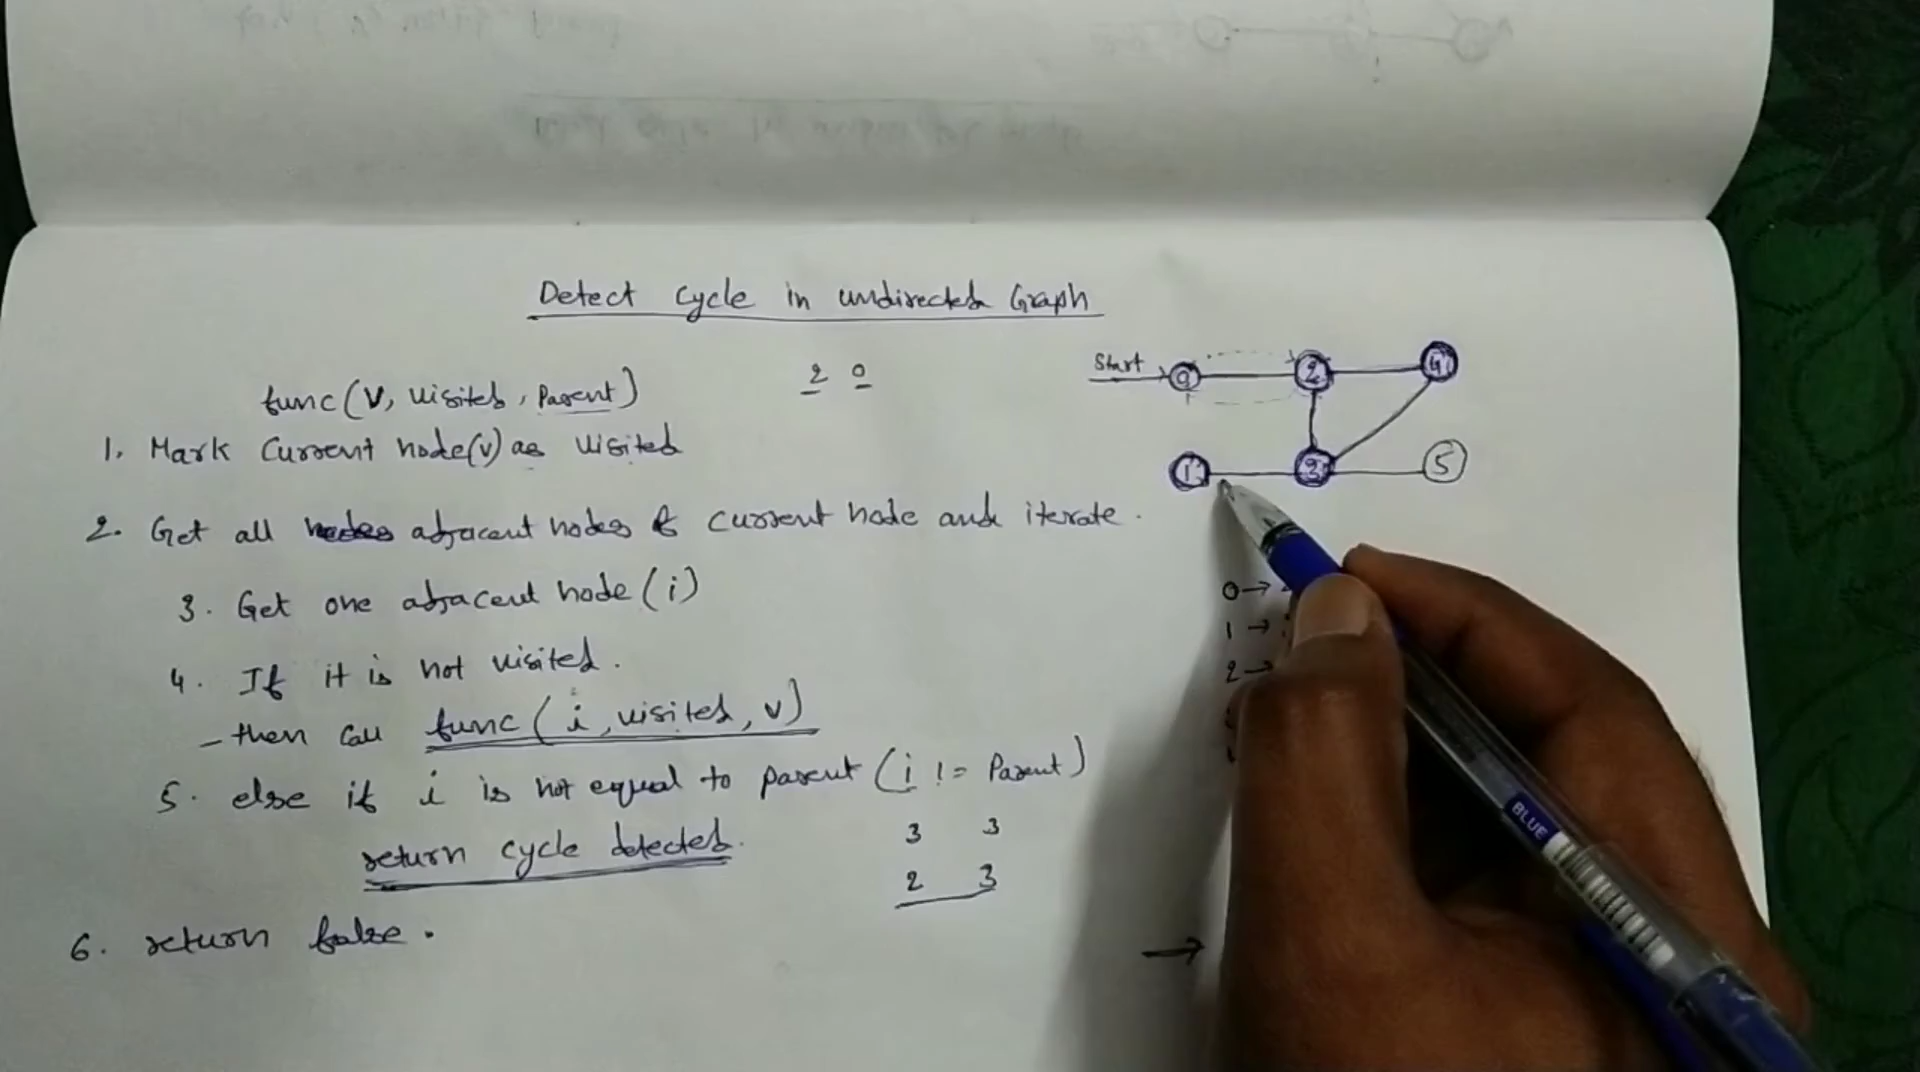 Detect Cycle in undirected Graph
func(V, visited, Parent)
2 0
1. Mark Current node(v) as visited
2. Get all adjacent nodes of current node and iterate.
3. Get one adjacent node (i)
4. If it is not visited.
- then call func(i, visited, v)
5. else if i is not equal to parent (i != Parent)
return cycle detected.
3 3
2 3
6. return false.
Start → 0 2 4
1 3 5
0 →
1 →
2 →
→
BLUE